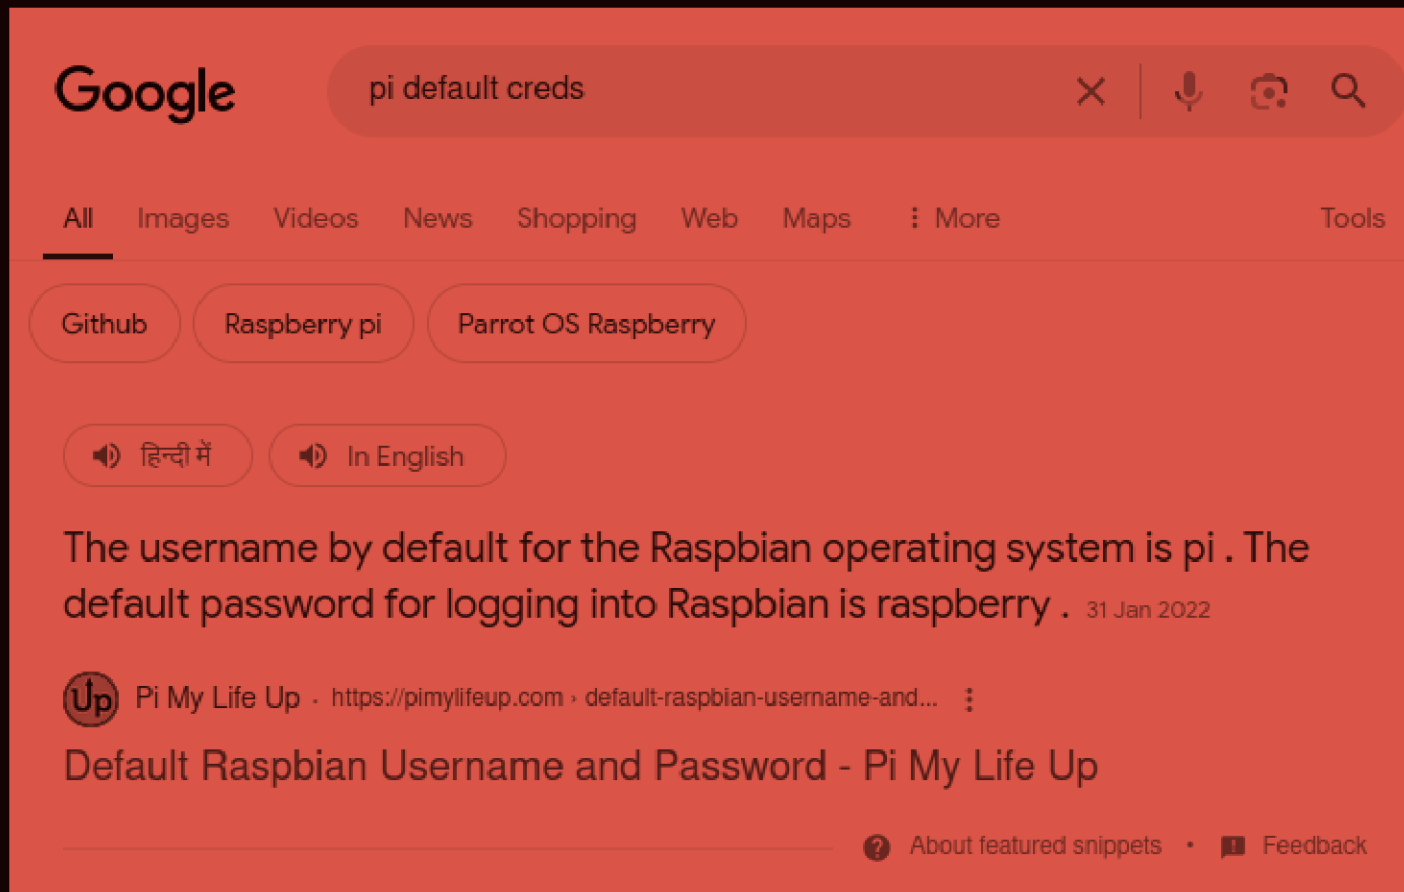 Google
pi default creds
All Images Videos News Shopping Web Maps More Tools
Github Raspberry pi Parrot OS Raspberry
हिन्दी में In English
The username by default for the Raspbian operating system is pi . The
default password for logging into Raspbian is raspberry . 31 Jan 2022
Up Pi My Life Up · https://pimylifeup.com › default-raspbian-username-and...
Default Raspbian Username and Password - Pi My Life Up
About featured snippets • Feedback